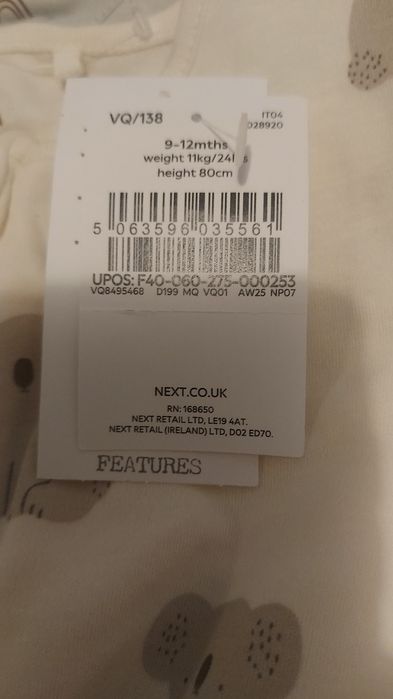 VQ/138
IT04
028920
9-12mths
weight 11kg/24l s
height 80cm
5 063596 035561
UPOS: F40-060-275-000253
VQ8495468 D199 MQ VQ01 AW25 NP07
NEXT.CO.UK
RN: 168650
NEXT RETAIL LTD, LE19 4AT.
NEXT RETAIL (IRELAND) LTD, D02 ED70.
FEATURES